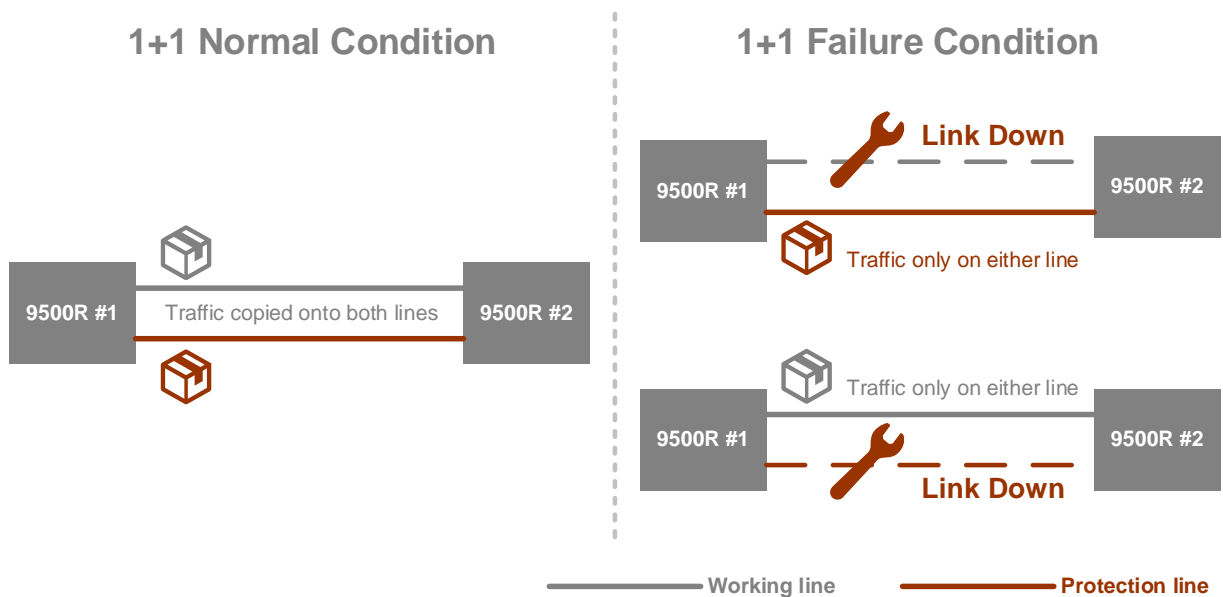 1+1 Normal Condition
9500R #1
Traffic copied onto both lines
9500R #2
1+1 Failure Condition
Link Down
9500R #1
9500R #2
Traffic only on either line
Traffic only on either line
9500R #1
9500R #2
Link Down
Working line
Protection line